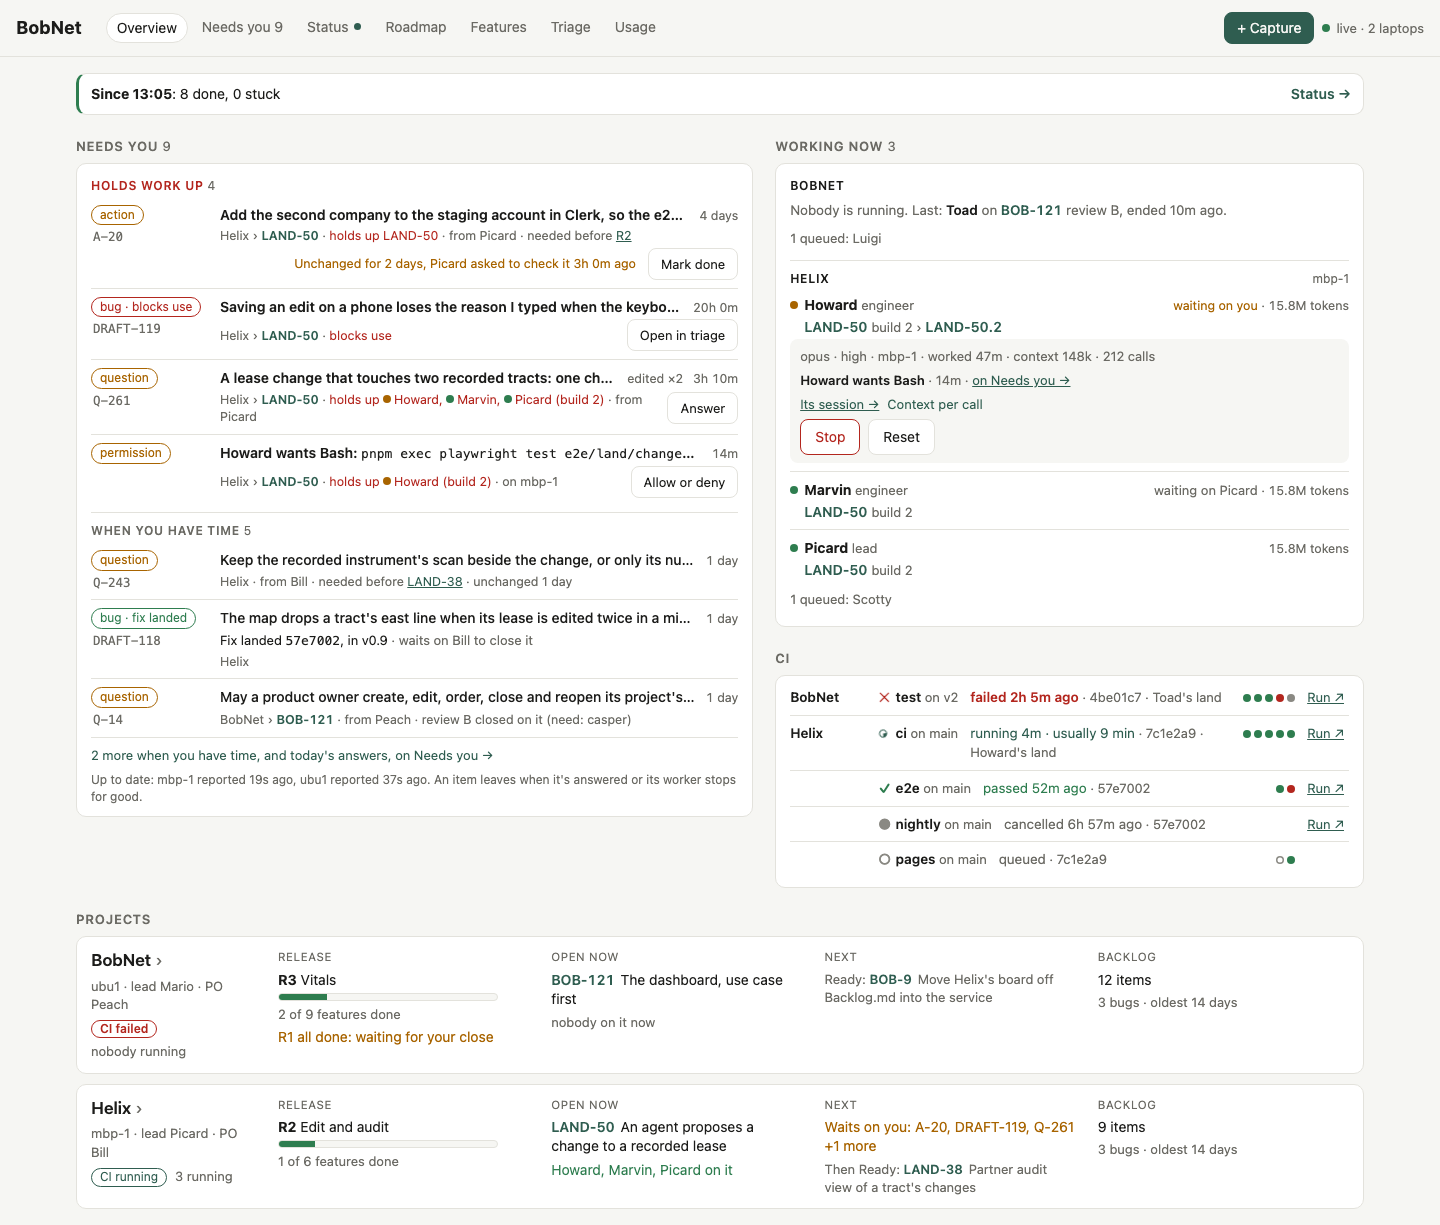 BobNet
Overview
Needs you 9
Status
Roadmap
Features
Triage
Usage
+ Capture
live · 2 laptops
Since 13:05: 8 done, 0 stuck
Status →
NEEDS YOU 9
HOLDS WORK UP 4
action
Add the second company to the staging account in Clerk, so the e2...
4 days
A–20
Helix › LAND-50 · holds up LAND-50 · from Picard · needed before R2
Unchanged for 2 days, Picard asked to check it 3h 0m ago
Mark done
bug · blocks use
Saving an edit on a phone loses the reason I typed when the keybo...
20h 0m
DRAFT–119
Helix › LAND-50 · blocks use
Open in triage
question
A lease change that touches two recorded tracts: one ch...
edited ×2
3h 10m
Q–261
Helix › LAND-50 · holds up Howard, Marvin, Picard (build 2) · from
Picard
Answer
permission
Howard wants Bash: pnpm exec playwright test e2e/land/change...
14m
Helix › LAND-50 · holds up Howard (build 2) · on mbp-1
Allow or deny
WHEN YOU HAVE TIME 5
question
Keep the recorded instrument's scan beside the change, or only its nu...
1 day
Q–243
Helix · from Bill · needed before LAND-38 · unchanged 1 day
bug · fix landed
The map drops a tract's east line when its lease is edited twice in a mi...
1 day
DRAFT–118
Fix landed 57e7002, in v0.9 · waits on Bill to close it
Helix
question
May a product owner create, edit, order, close and reopen its project's...
1 day
Q–14
BobNet › BOB-121 · from Peach · review B closed on it (need: casper)
2 more when you have time, and today's answers, on Needs you →
Up to date: mbp-1 reported 19s ago, ubu1 reported 37s ago. An item leaves when it's answered or its worker stops
for good.
WORKING NOW 3
BOBNET
Nobody is running. Last: Toad on BOB-121 review B, ended 10m ago.
1 queued: Luigi
HELIX
mbp-1
Howard engineer
waiting on you · 15.8M tokens
LAND-50 build 2 › LAND-50.2
opus · high · mbp-1 · worked 47m · context 148k · 212 calls
Howard wants Bash · 14m · on Needs you →
Its session →
Context per call
Stop
Reset
Marvin engineer
waiting on Picard · 15.8M tokens
LAND-50 build 2
Picard lead
15.8M tokens
LAND-50 build 2
1 queued: Scotty
CI
BobNet
test on v2
failed 2h 5m ago · 4be01c7 · Toad's land
Run ↗
Helix
ci on main
running 4m · usually 9 min · 7c1e2a9 ·
Howard's land
Run ↗
e2e on main
passed 52m ago · 57e7002
Run ↗
nightly on main
cancelled 6h 57m ago · 57e7002
Run ↗
pages on main
queued · 7c1e2a9
PROJECTS
BobNet ›
ubu1 · lead Mario · PO
Peach
CI failed
nobody running
RELEASE
R3 Vitals
2 of 9 features done
R1 all done: waiting for your close
OPEN NOW
BOB-121 The dashboard, use case
first
nobody on it now
NEXT
Ready: BOB-9 Move Helix's board off
Backlog.md into the service
BACKLOG
12 items
3 bugs · oldest 14 days
Helix ›
mbp-1 · lead Picard · PO
Bill
CI running
3 running
RELEASE
R2 Edit and audit
1 of 6 features done
OPEN NOW
LAND-50 An agent proposes a
change to a recorded lease
Howard, Marvin, Picard on it
NEXT
Waits on you: A-20, DRAFT-119, Q-261
+1 more
Then Ready: LAND-38 Partner audit
view of a tract's changes
BACKLOG
9 items
3 bugs · oldest 14 days